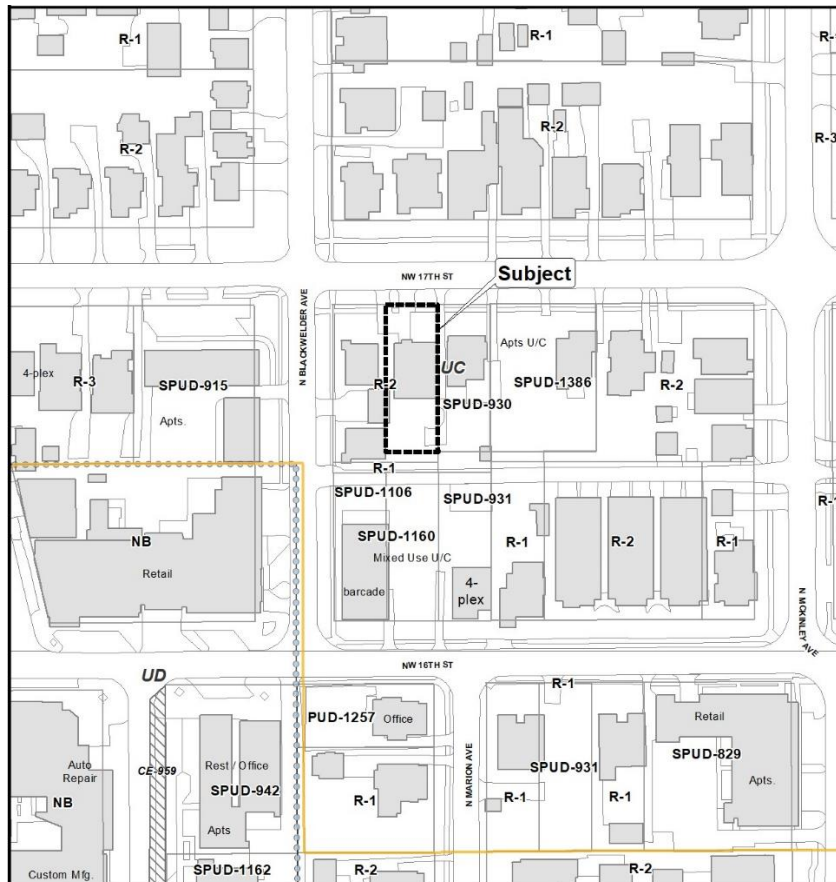 R-1
R-1
R-1
R-2
R-2
R-3
NW 17TH ST
Subject
N BLACKWELDER AVE
4-plex
R-3
SPUD-915
Apts.
R-2
UC
SPUD-930
Apts U/C
SPUD-1386
R-2
R-1
SPUD-1106
SPUD-931
R-1
NB
Retail
SPUD-1160
Mixed Use U/C
barcade
4-
plex
R-1
R-2
R-1
N MCKINLEY AVE
UD
NW 16TH ST
PUD-1257
Office
R-1
Retail
SPUD-829
Apts.
N MARION AVE
SPUD-931
R-1
R-1
R-1
Auto
Repair
NB
CE-959
Rest / Office
SPUD-942
Apts
Custom Mfg.
SPUD-1162
R-2
R-2